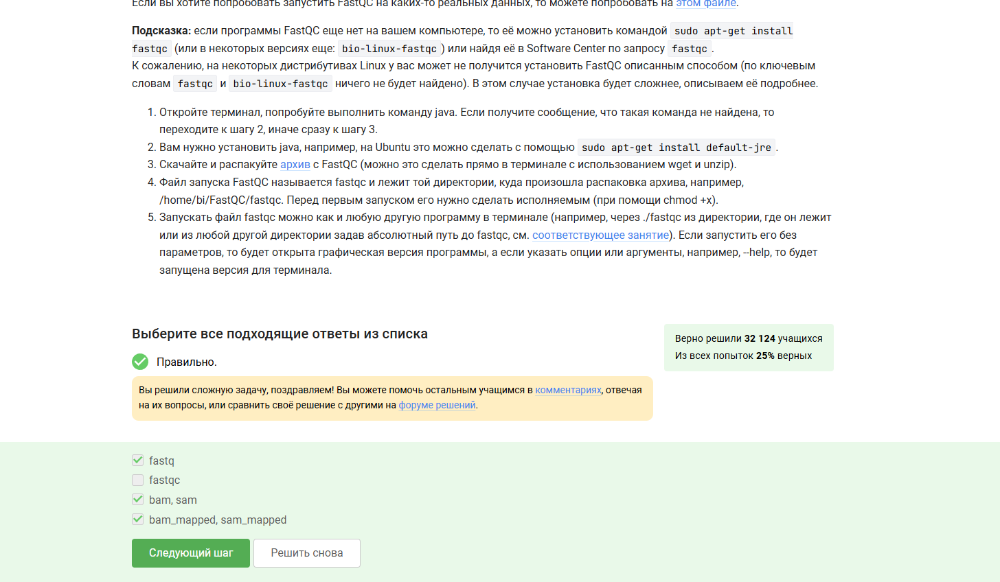 Если вы хотите попробовать запустить FastQC на каких-то реальных данных, то можете попробовать на этом файле.
Подсказка: если программы FastQC еще нет на вашем компьютере, то её можно установить командой sudo apt-get install
fastqc (или в некоторых версиях еще: bio-linux-fastqc) или найдя её в Software Center по запросу fastqc.
К сожалению, на некоторых дистрибутивах Linux у вас может не получится установить FastQC описанным способом (по ключевым
словам fastqc и bio-linux-fastqc ничего не будет найдено). В этом случае установка будет сложнее, описываем её подробнее.
1. Откройте терминал, попробуйте выполнить команду java. Если получите сообщение, что такая команда не найдена, то
переходите к шагу 2, иначе сразу к шагу 3.
2. Вам нужно установить java, например, на Ubuntu это можно сделать с помощью sudo apt-get install default-jre.
3. Скачайте и распакуйте архив с FastQC (можно это сделать прямо в терминале с использованием wget и unzip).
4. Файл запуска FastQC называется fastqc и лежит той директории, куда произошла распаковка архива, например,
/home/bi/FastQC/fastqc. Перед первым запуском его нужно сделать исполняемым (при помощи chmod +x).
5. Запускать файл fastqc можно как и любую другую программу в терминале (например, через ./fastqc из директории, где он лежит
или из любой другой директории задав абсолютный путь до fastqc, см. соответствующее занятие). Если запустить его без
параметров, то будет открыта графическая версия программы, а если указать опции или аргументы, например, --help, то будет
запущена версия для терминала.
Выберите все подходящие ответы из списка
Верно решили 32 124 учащихся
Из всех попыток 25% верных
Правильно.
Вы решили сложную задачу, поздравляем! Вы можете помочь остальным учащимся в комментариях, отвечая
на их вопросы, или сравнить своё решение с другими на форуме решений.
fastq
fastqc
bam, sam
bam_mapped, sam_mapped
Следующий шаг
Решить снова